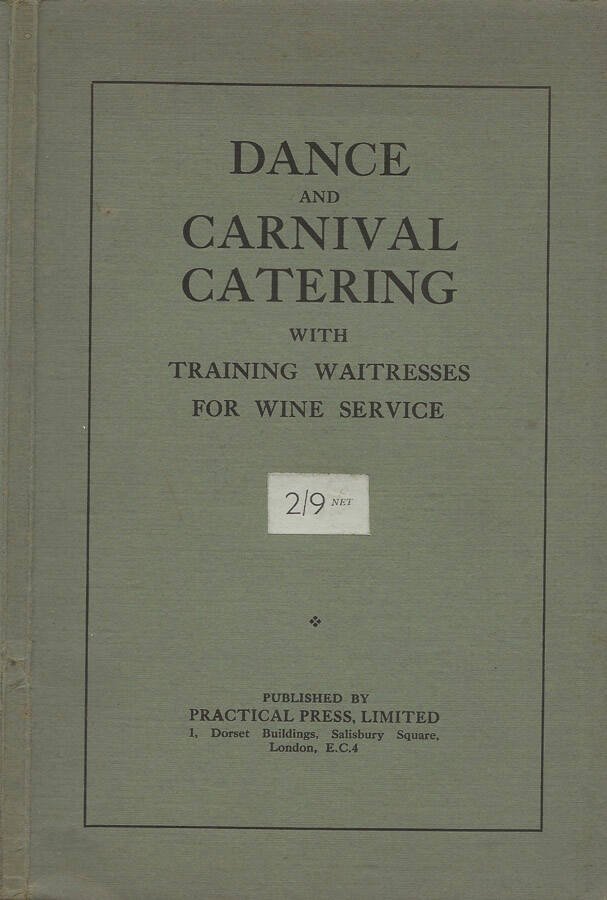 DANCE
AND
CARNIVAL
CATERING
WITH
TRAINING WAITRESSES
FOR WINE SERVICE
2/9 NET
PUBLISHED BY
PRACTICAL PRESS, LIMITED
1, Dorset Buildings, Salisbury Square,
London, E.C.4